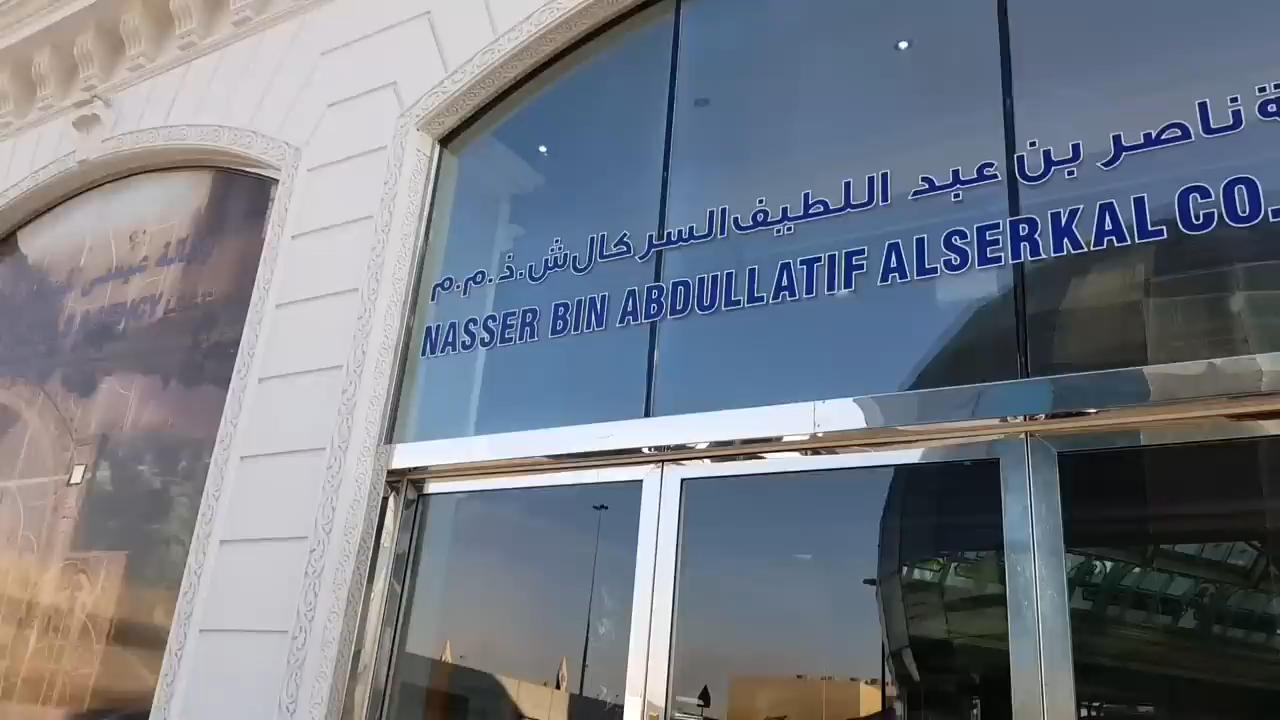 ة ناصر بن عبد اللطيف السركال ش.ذ.م.م
NASSER BIN ABDULLATIF ALSERKAL CO.